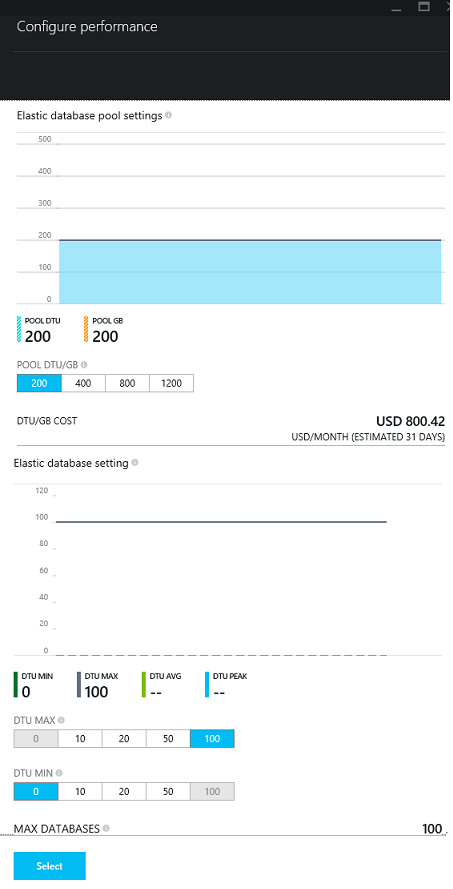 Configure performance
Elastic database pool settings
500
400
300
200
100
0
POOL DTU POOL GB
200 200
POOL DTU/GB
200 400 800 1200
DTU/GB COST USD 800.42
USD/MONTH (ESTIMATED 31 DAYS)
Elastic database setting
120
100
80
60
40
20
0
DTU MIN DTU MAX DTU AVG DTU PEAK
0 100 -- --
DTU MAX
0 10 20 50 100
DTU MIN
0 10 20 50 100
MAX DATABASES 100
Select